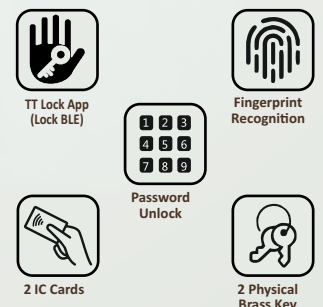 TT Lock App
(Lock BLE)
Fingerprint
Recognition
1 2 3
4 5 6
7 8 9
Password
Unlock
2 IC Cards
2 Physical
Brass Key